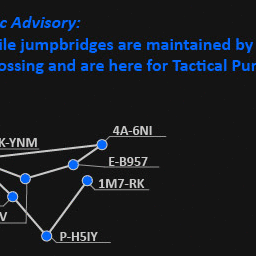 c Advisory:
ile jumpbridges are maintained by
ossing and are here for Tactical Pur
4A-6NI
K-YNM
E-B957
1M7-RK
V
P-H5IY